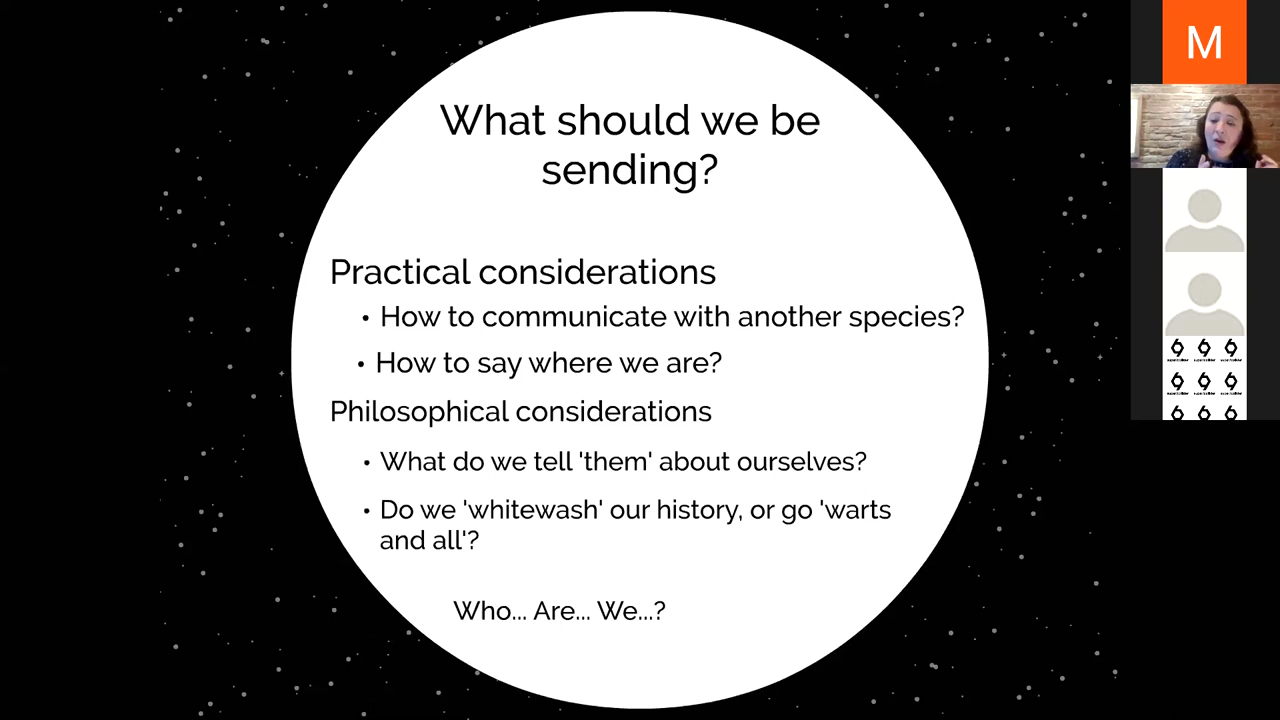 What should we be
sending?
Practical considerations
• How to communicate with another species?
• How to say where we are?
Philosophical considerations
• What do we tell 'them' about ourselves?
• Do we 'whitewash' our history, or go 'warts
and all'?
Who... Are... We...?
M